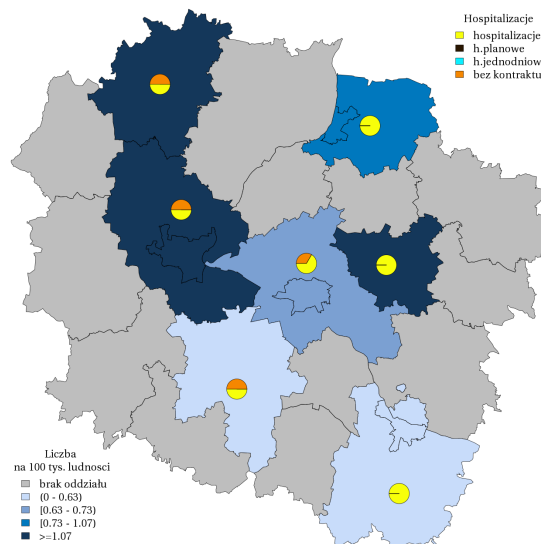 Hospitalizacje
hospitalizacje
h.planowe
h.jednodniow
bez kontraktu
Liczba
na 100 tys. ludnosci
brak oddziału
(0 - 0.63)
[0.63 - 0.73)
[0.73 - 1.07)
>=1.07